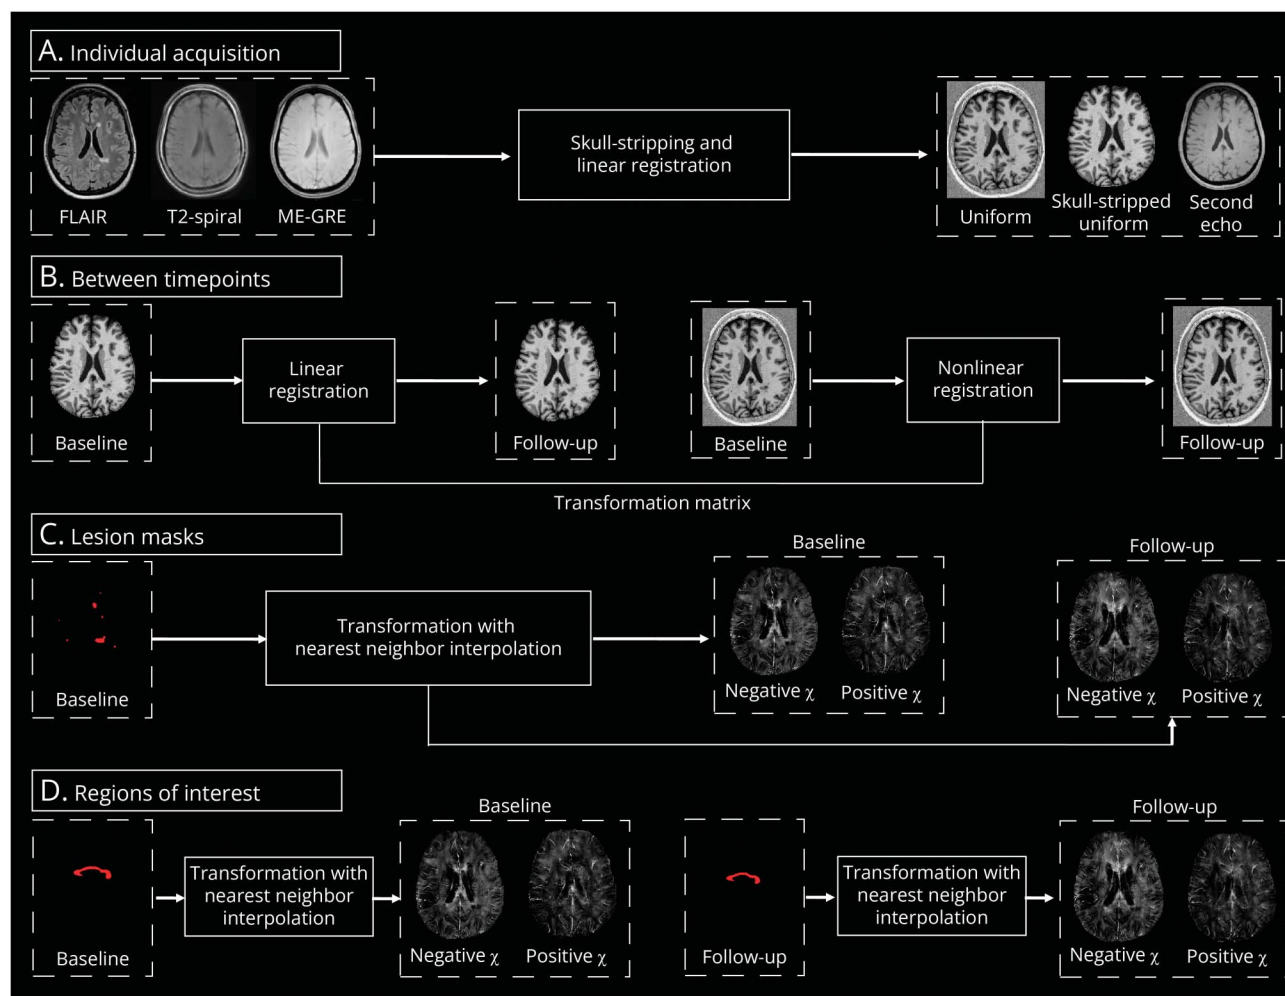 A. Individual acquisition
FLAIR
T2-spiral
ME-GRE
Skull-stripping and
linear registration
Uniform
Skull-stripped
uniform
Second
echo
B. Between timepoints
Baseline
Linear
registration
Follow-up
Baseline
Nonlinear
registration
Follow-up
Transformation matrix
C. Lesion masks
Baseline
Transformation with
nearest neighbor interpolation
Baseline
Negative χ
Positive χ
Follow-up
Negative χ
Positive χ
D. Regions of interest
Baseline
Transformation with
nearest neighbor
interpolation
Baseline
Negative χ
Positive χ
Follow-up
Transformation with
nearest neighbor
interpolation
Follow-up
Negative χ
Positive χ